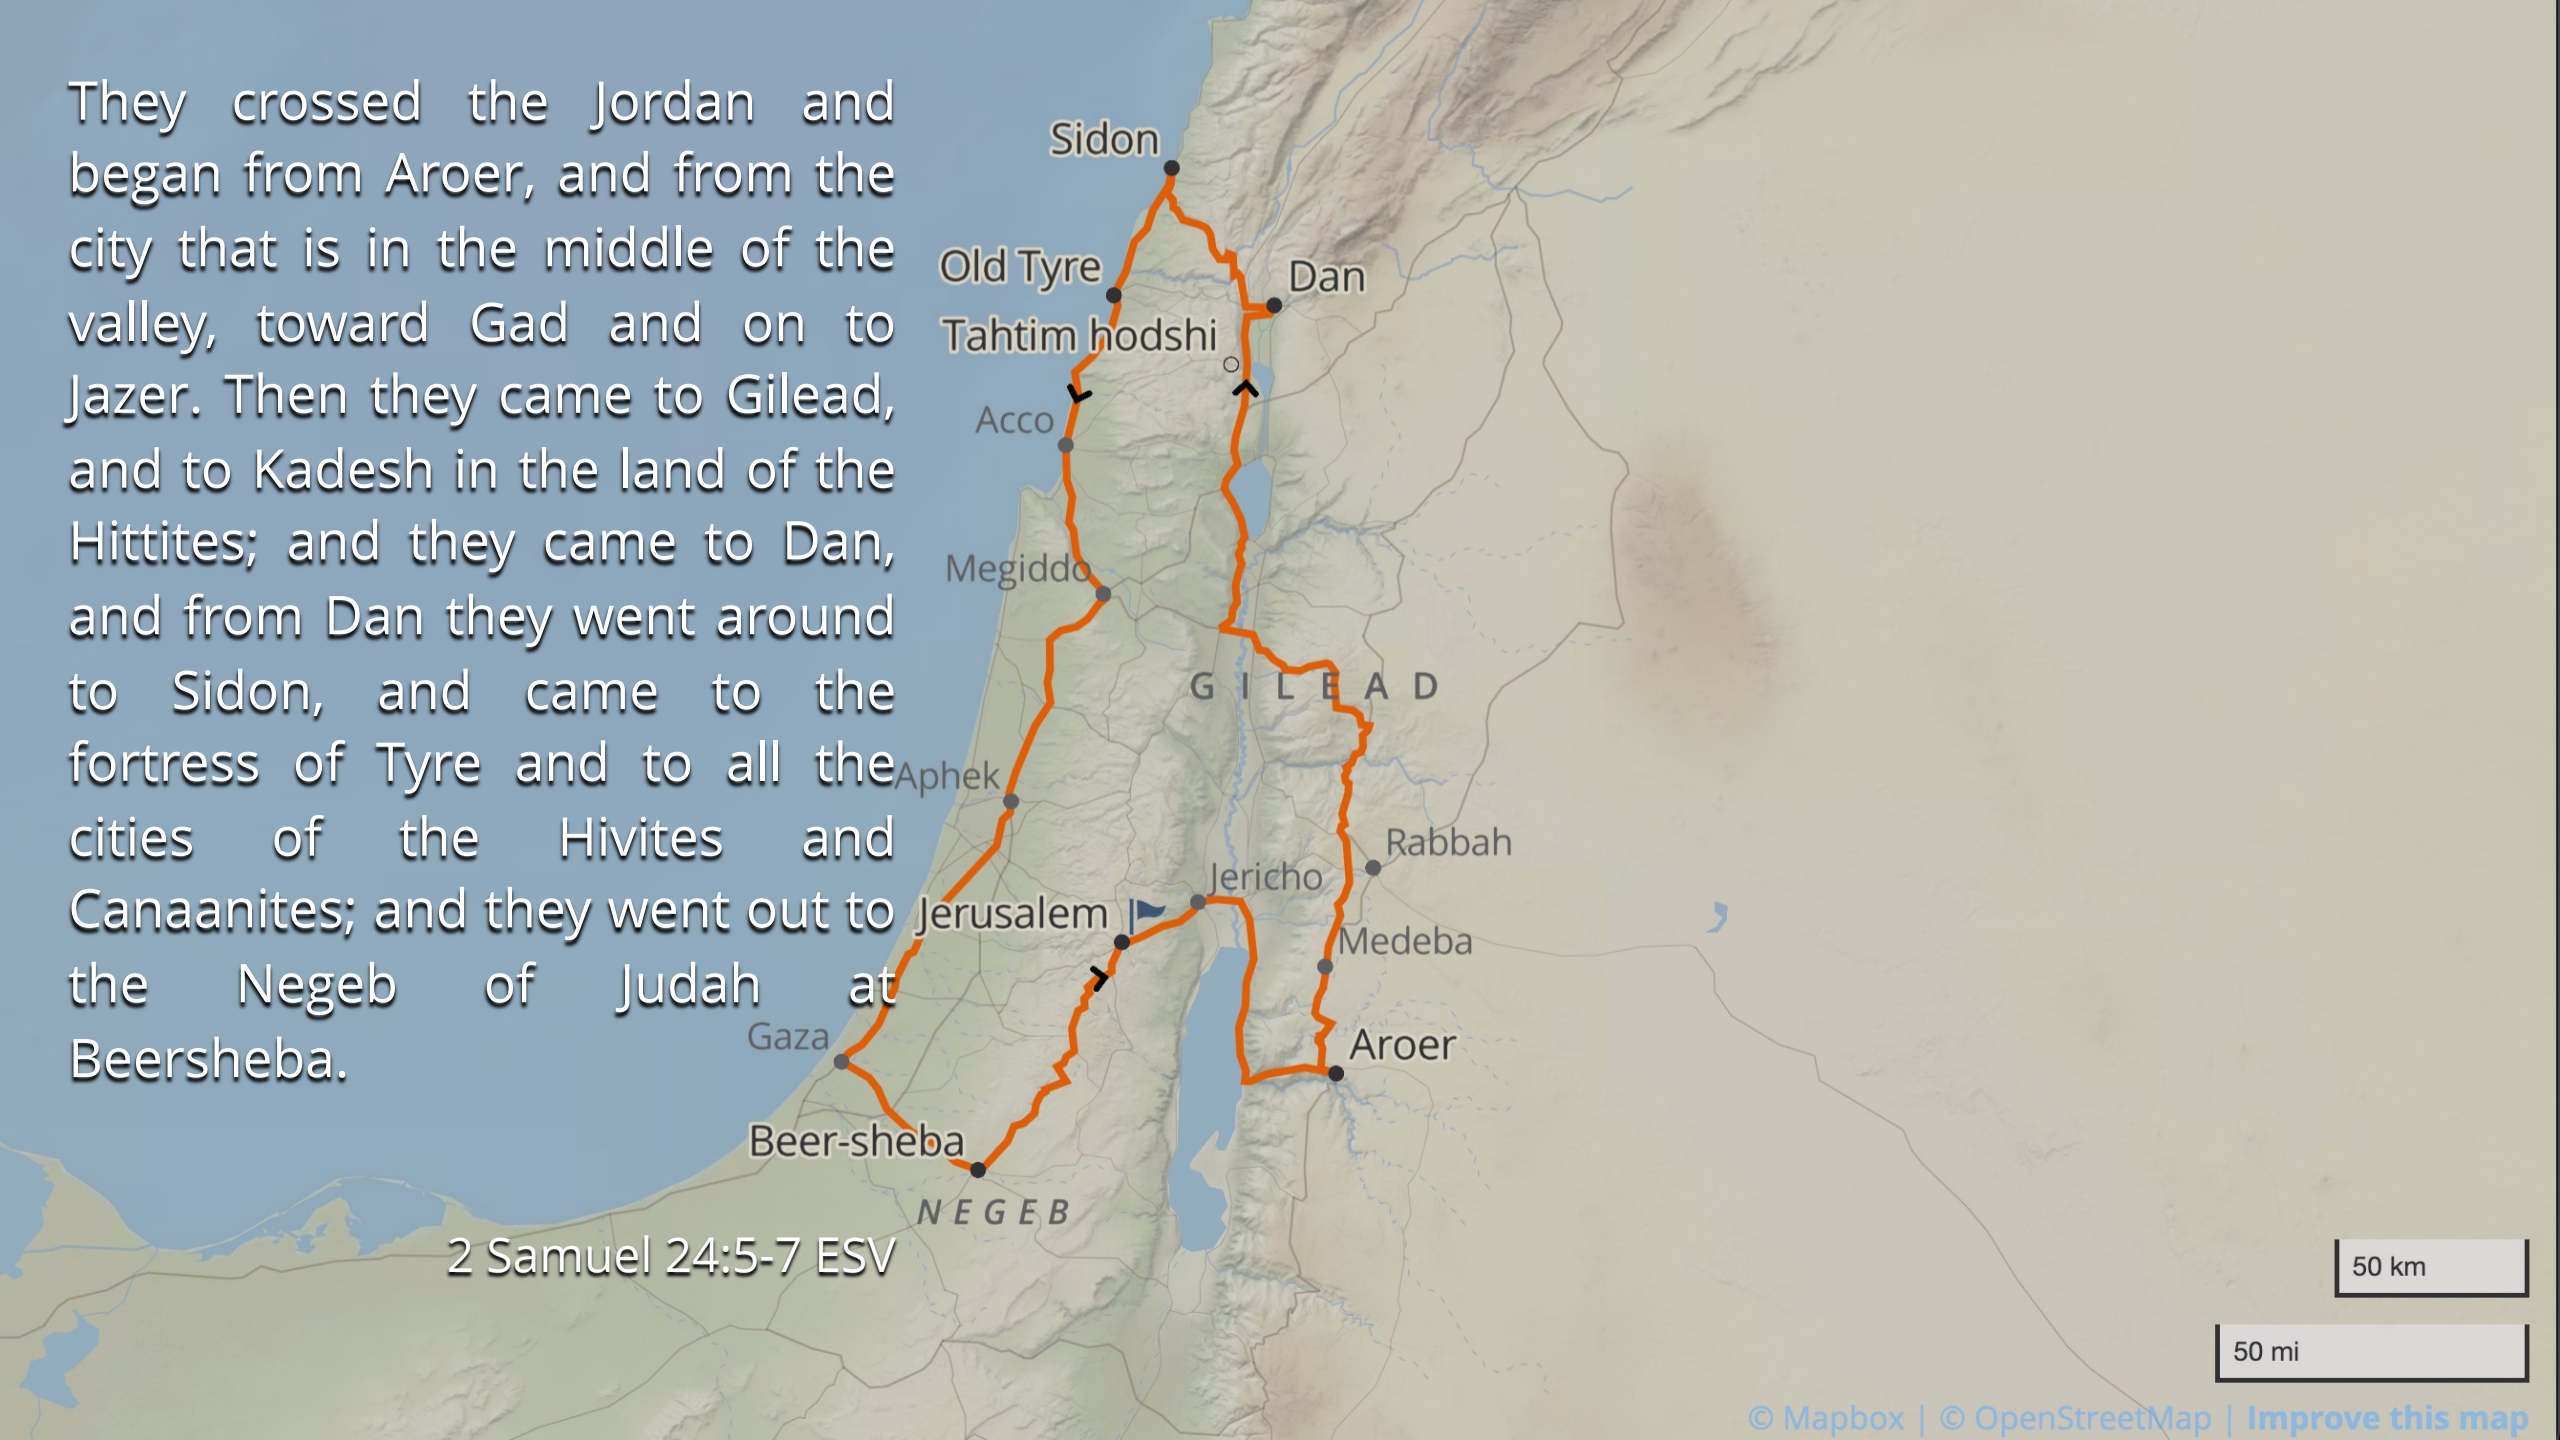 They crossed the Jordan and
began from Aroer, and from the
city that is in the middle of the
valley, toward Gad and on to
Jazer. Then they came to Gilead,
and to Kadesh in the land of the
Hittites; and they came to Dan,
and from Dan they went around
to Sidon, and came to the
fortress of Tyre and to all the
cities of the Hivites and
Canaanites; and they went out to
the Negeb of Judah at
Beersheba.
2 Samuel 24:5-7 ESV
Sidon
Old Tyre
Dan
Tahtim hodshi
Acco
Megiddo
GILEAD
Aphek
Rabbah
Jericho
Jerusalem
Medeba
Gaza
Aroer
Beer-sheba
NEGEB
50 km
50 mi
© Mapbox | © OpenStreetMap | Improve this map